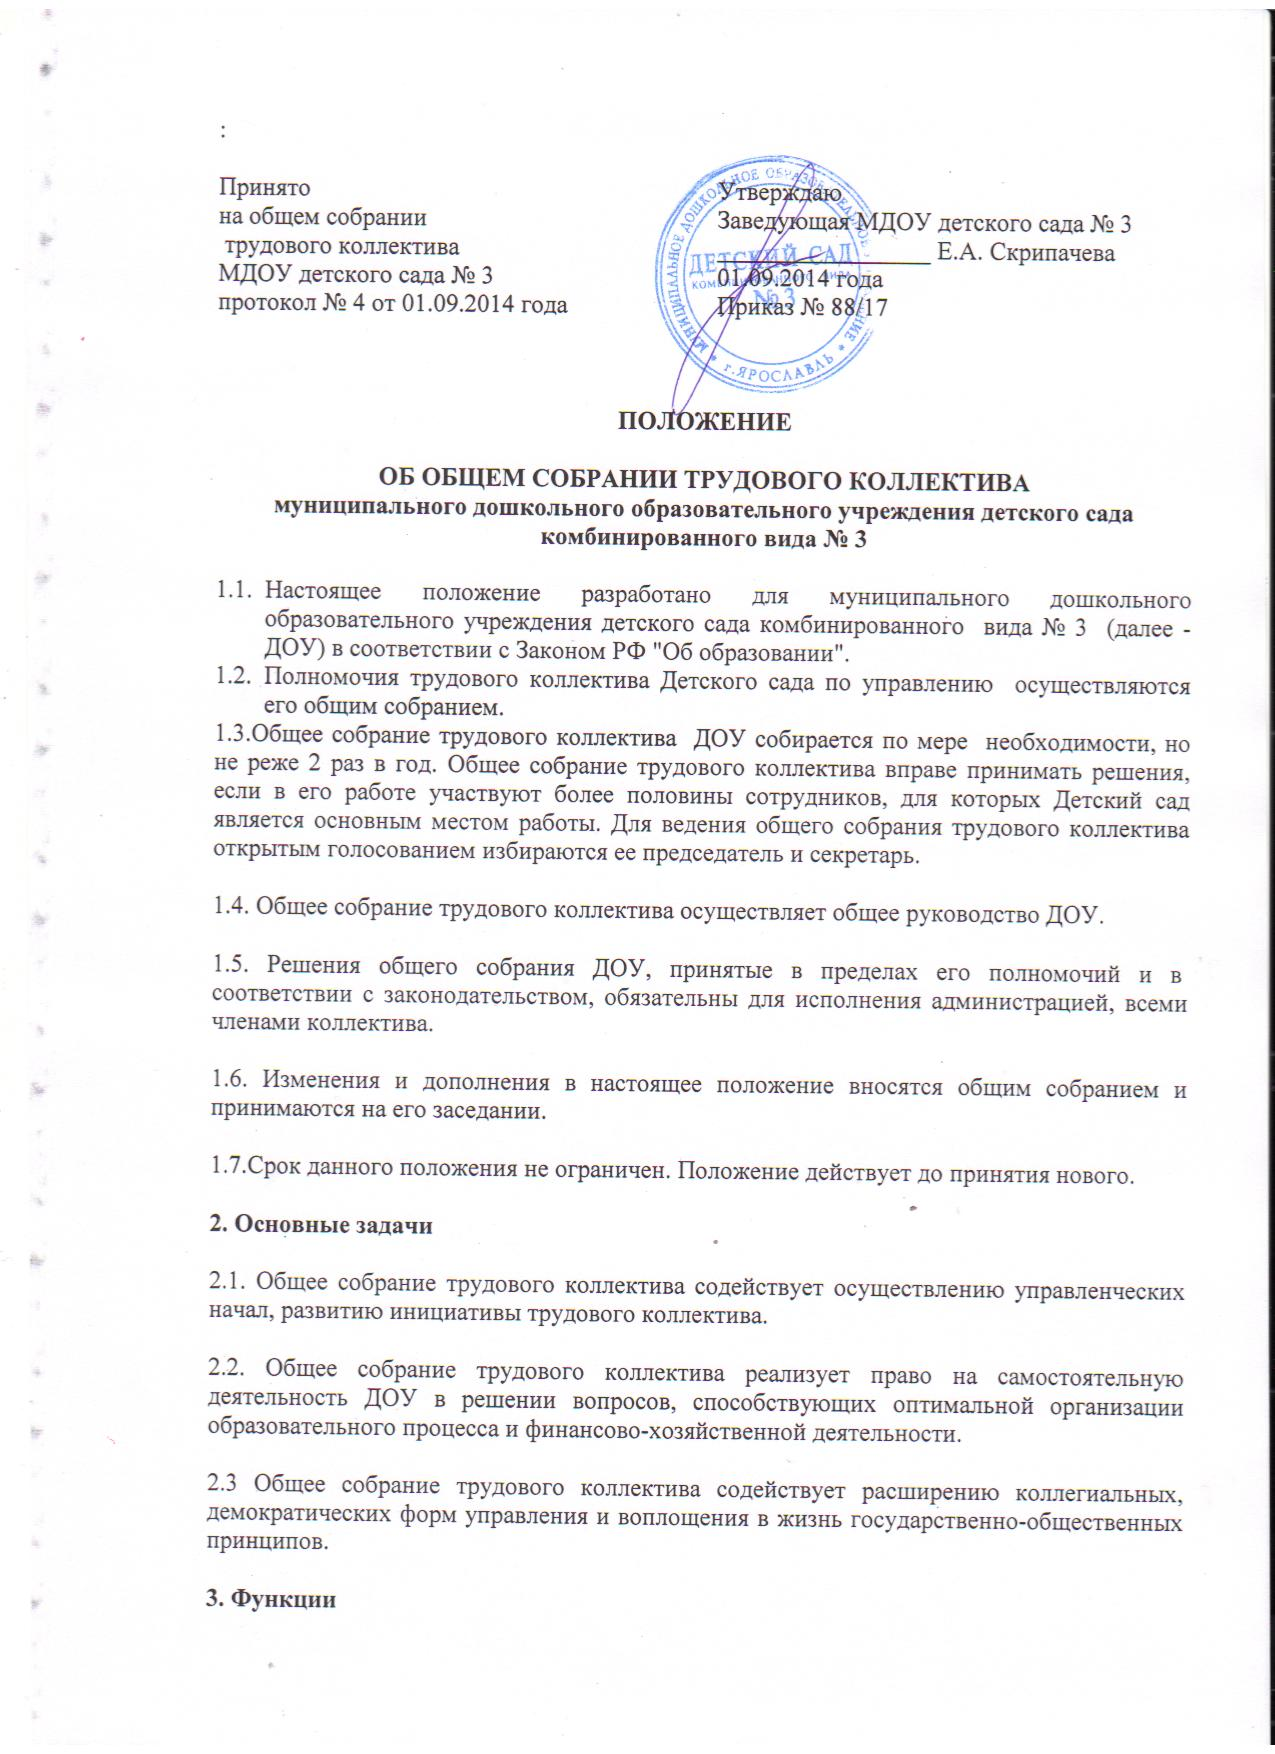 :
Принято
на общем собрании
трудового коллектива
МДОУ детского сада № 3
протокол № 4 от 01.09.2014 года
Утверждаю
Заведующая МДОУ детского сада № 3
_________________ Е.А. Скрипачева
01.09.2014 года
Приказ № 88/17
МУНИЦИПАЛЬНОЕ ДОШКОЛЬНОЕ ОБРАЗОВАТЕЛЬНОЕ
ДЕТСКИЙ САД
КОМБИНИРОВАННОГО ВИДА
№ 3
* г.ЯРОСЛАВЛЬ *
ПОЛОЖЕНИЕ
ОБ ОБЩЕМ СОБРАНИИ ТРУДОВОГО КОЛЛЕКТИВА
муниципального дошкольного образовательного учреждения детского сада
комбинированного вида № 3
1.1. Настоящее положение разработано для муниципального дошкольного
образовательного учреждения детского сада комбинированного вида № 3 (далее -
ДОУ) в соответствии с Законом РФ "Об образовании".
1.2. Полномочия трудового коллектива Детского сада по управлению осуществляются
его общим собранием.
1.3.Общее собрание трудового коллектива ДОУ собирается по мере необходимости, но
не реже 2 раз в год. Общее собрание трудового коллектива вправе принимать решения,
если в его работе участвуют более половины сотрудников, для которых Детский сад
является основным местом работы. Для ведения общего собрания трудового коллектива
открытым голосованием избираются ее председатель и секретарь.
1.4. Общее собрание трудового коллектива осуществляет общее руководство ДОУ.
1.5. Решения общего собрания ДОУ, принятые в пределах его полномочий и в
соответствии с законодательством, обязательны для исполнения администрацией, всеми
членами коллектива.
1.6. Изменения и дополнения в настоящее положение вносятся общим собранием и
принимаются на его заседании.
1.7.Срок данного положения не ограничен. Положение действует до принятия нового.
2. Основные задачи
2.1. Общее собрание трудового коллектива содействует осуществлению управленческих
начал, развитию инициативы трудового коллектива.
2.2. Общее собрание трудового коллектива реализует право на самостоятельную
деятельность ДОУ в решении вопросов, способствующих оптимальной организации
образовательного процесса и финансово-хозяйственной деятельности.
2.3 Общее собрание трудового коллектива содействует расширению коллегиальных,
демократических форм управления и воплощения в жизнь государственно-общественных
принципов.
3. Функции